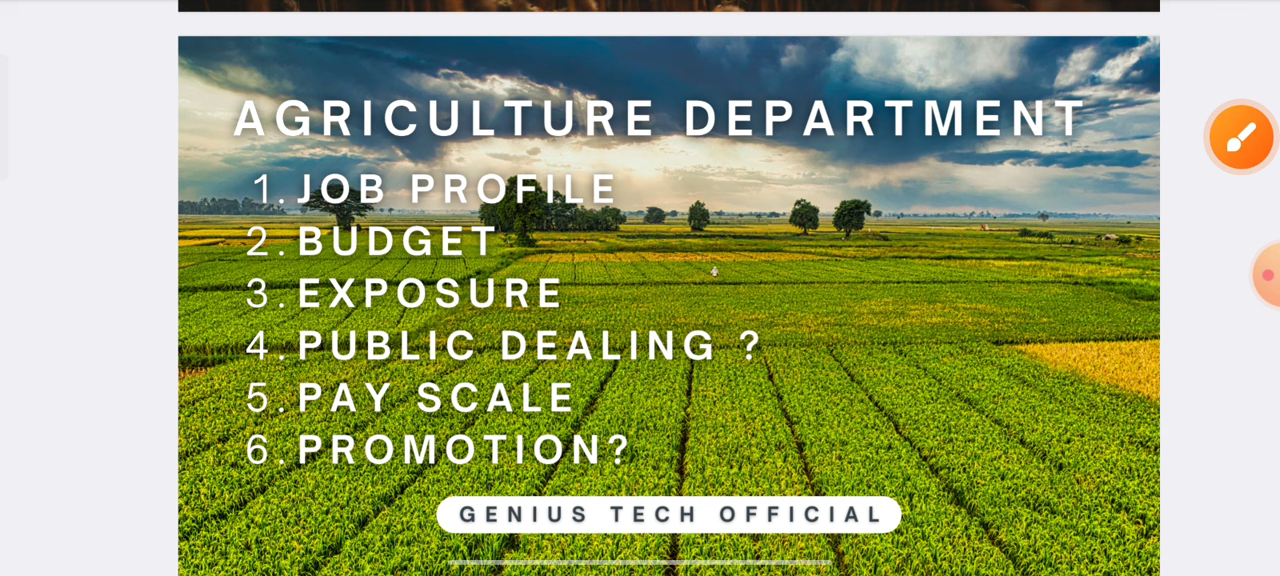 AGRICULTURE DEPARTMENT
1. JOB PROFILE
2. BUDGET
3. EXPOSURE
4. PUBLIC DEALING ?
5. PAY SCALE
6. PROMOTION?
GENIUS TECH OFFICIAL